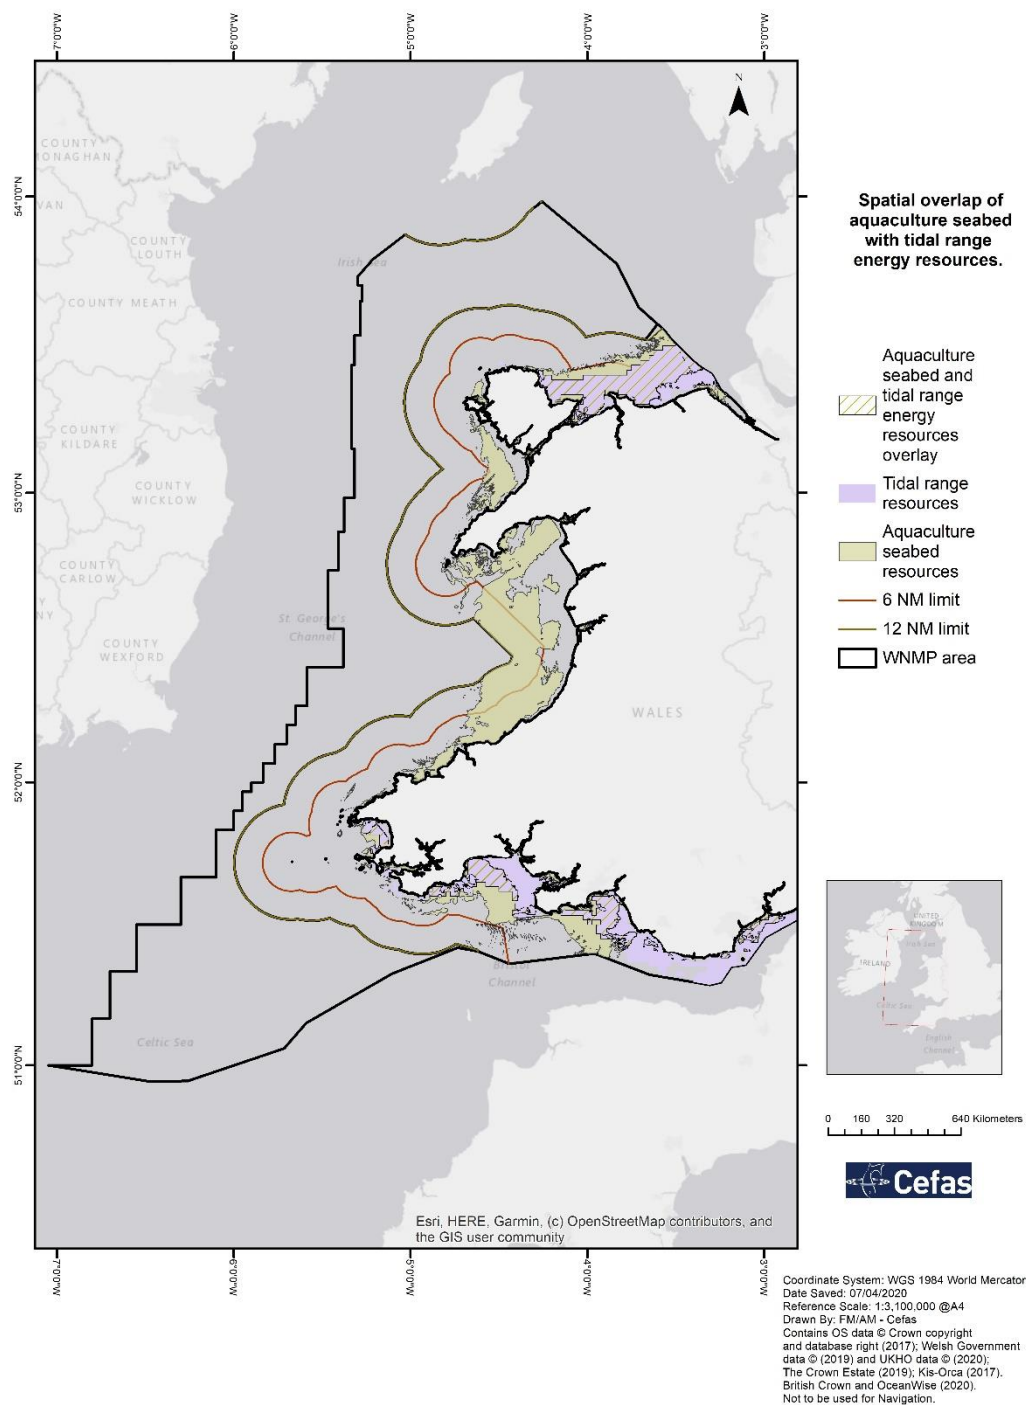 7°0'0"W
6°0'0"W
5°0'0"W
4°0'0"W
3°0'0"W
N
COUNTY
MONAGHAN
VAN
COUNTY
LOUTH
COUNTY MEATH
COUNTY
KILDARE
COUNTY
WICKLOW
COUNTY
CARLOW
NY
COUNTY
WEXFORD
Irish Sea
St. George's
Channel
WALES
Bristol
Channel
Celtic Sea
54°0'0"N
53°0'0"N
52°0'0"N
51°0'0"N
Esri, HERE, Garmin, (c) OpenStreetMap contributors, and
the GIS user community
7°0'0"W
6°0'0"W
5°0'0"W
4°0'0"W
3°0'0"W
Spatial overlap of
aquaculture seabed
with tidal range
energy resources.
Aquaculture
seabed and
tidal range
energy
resources
overlay
Tidal range
resources
Aquaculture
seabed
resources
6 NM limit
12 NM limit
WNMP area
UNITED
KINGDOM
Irish Sea
IRELAND
Celtic Sea
English
Channel
0 160 320 640 Kilometers
Cefas
Coordinate System: WGS 1984 World Mercator
Date Saved: 07/04/2020
Reference Scale: 1:3,100,000 @A4
Drawn By: FM/AM - Cefas
Contains OS data © Crown copyright
and database right (2017); Welsh Government
data © (2019) and UKHO data © (2020);
The Crown Estate (2019); Kis-Orca (2017).
British Crown and OceanWise (2020).
Not to be used for Navigation.